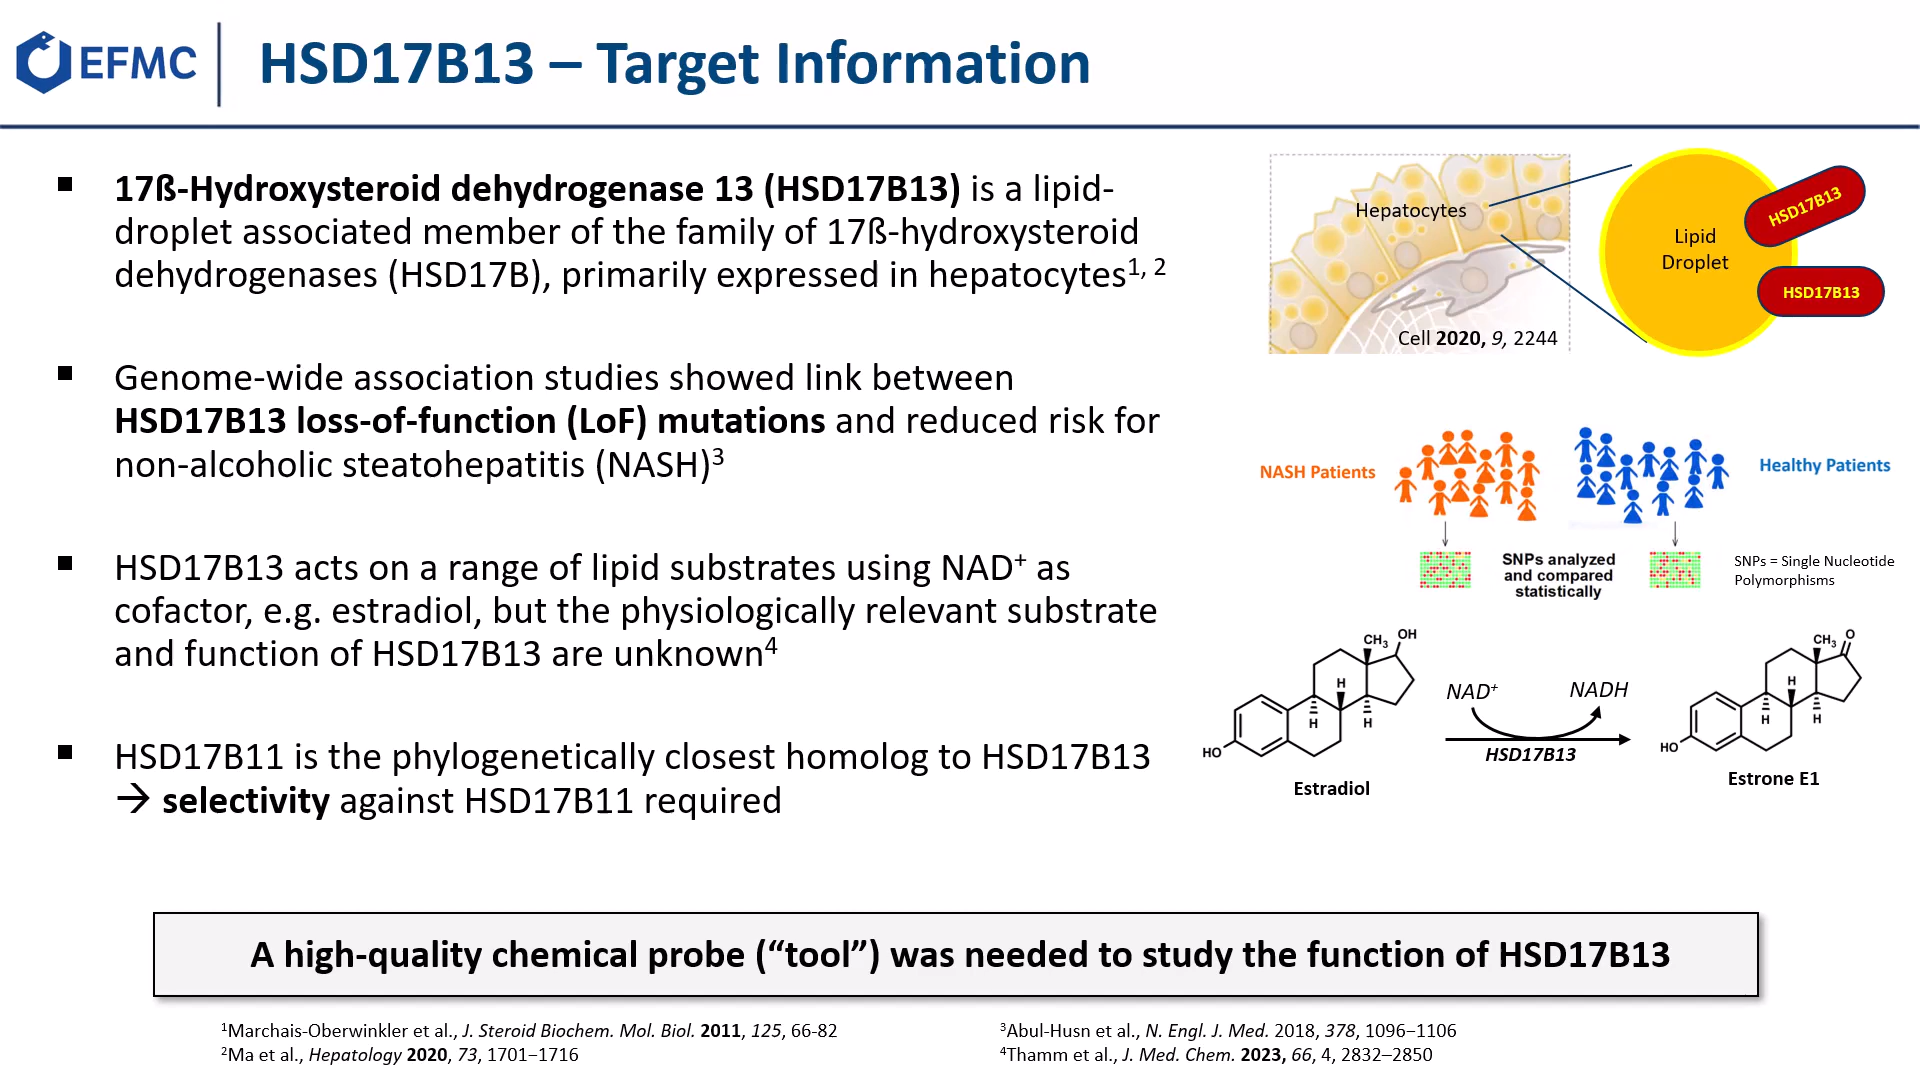 EFMC
HSD17B13 – Target Information
▪ 17ß-Hydroxysteroid dehydrogenase 13 (HSD17B13) is a lipid-
droplet associated member of the family of 17ß-hydroxysteroid
dehydrogenases (HSD17B), primarily expressed in hepatocytes1, 2
▪ Genome-wide association studies showed link between
HSD17B13 loss-of-function (LoF) mutations and reduced risk for
non-alcoholic steatohepatitis (NASH)3
▪ HSD17B13 acts on a range of lipid substrates using NAD+ as
cofactor, e.g. estradiol, but the physiologically relevant substrate
and function of HSD17B13 are unknown4
▪ HSD17B11 is the phylogenetically closest homolog to HSD17B13
→ selectivity against HSD17B11 required
Hepatocytes
Cell 2020, 9, 2244
Lipid
Droplet
HSD17B13
HSD17B13
NASH Patients
Healthy Patients
SNPs analyzed
and compared
statistically
SNPs = Single Nucleotide
Polymorphisms
CH3
OH
H
H
H
HO
Estradiol
NAD+
NADH
HSD17B13
CH3
O
H
H
H
HO
Estrone E1
A high-quality chemical probe (“tool”) was needed to study the function of HSD17B13
1Marchais-Oberwinkler et al., J. Steroid Biochem. Mol. Biol. 2011, 125, 66-82
2Ma et al., Hepatology 2020, 73, 1701−1716
3Abul-Husn et al., N. Engl. J. Med. 2018, 378, 1096−1106
4Thamm et al., J. Med. Chem. 2023, 66, 4, 2832–2850